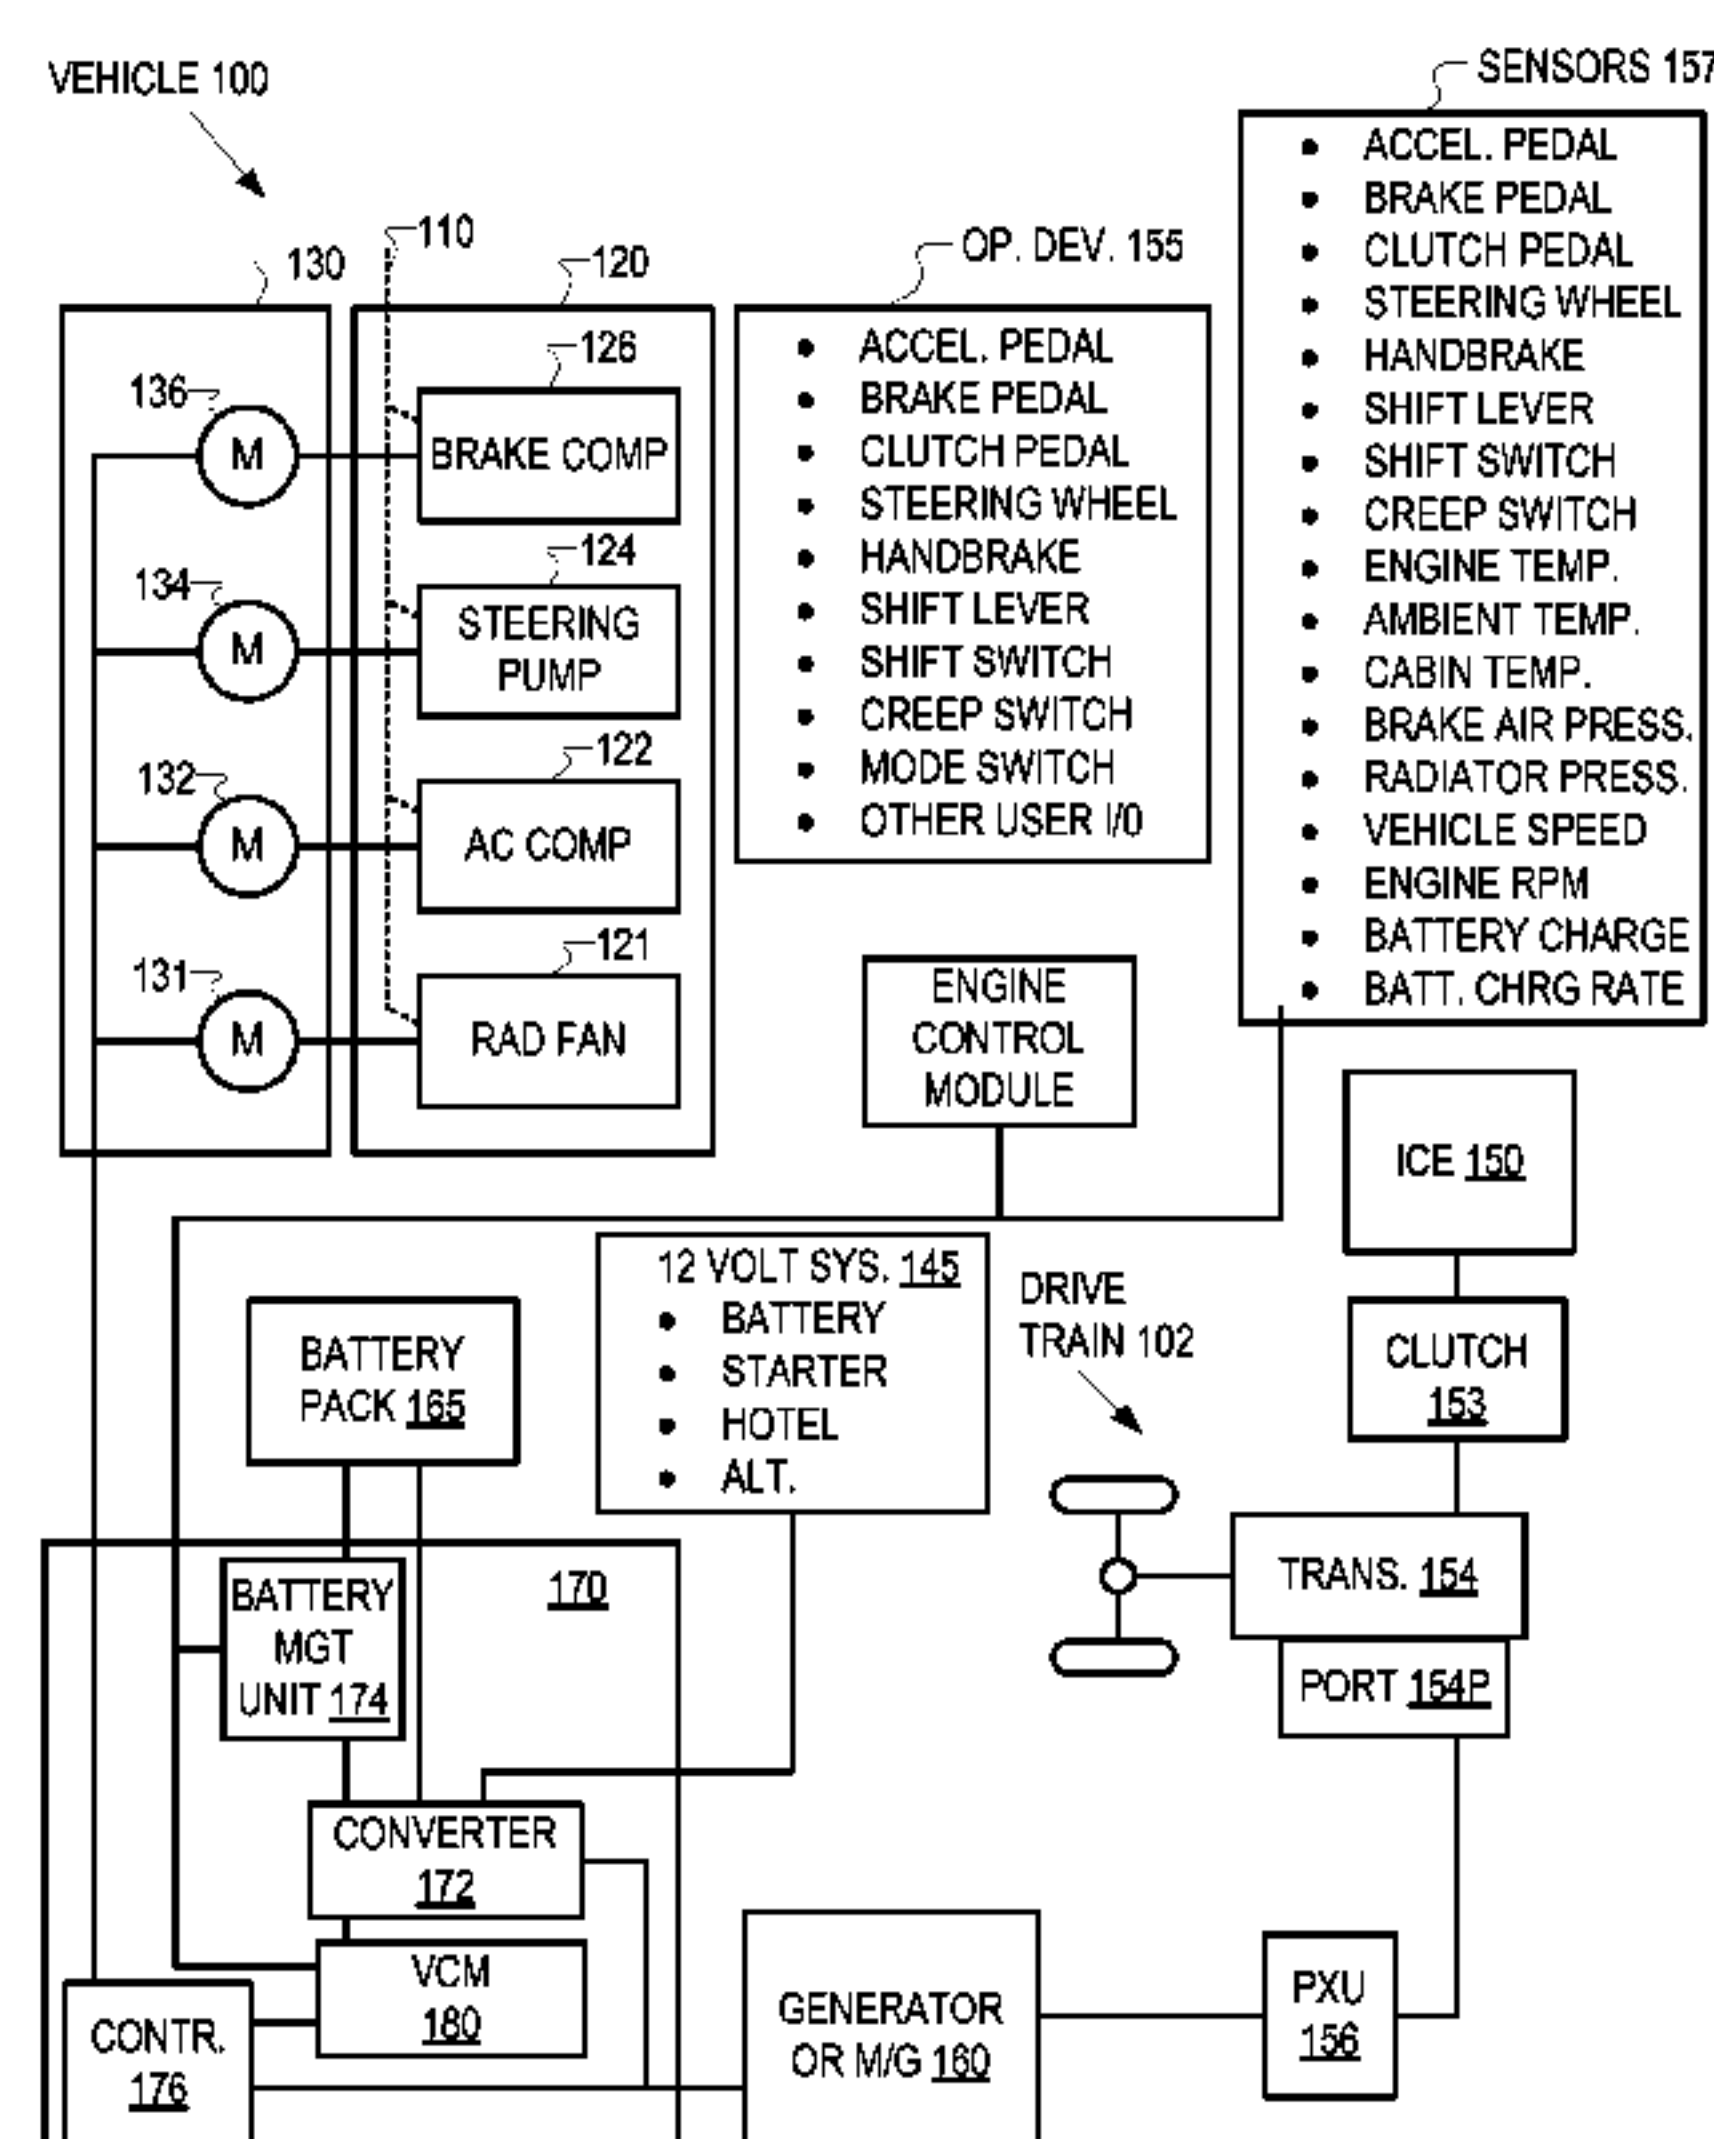 VEHICLE 100
SENSORS 157
• ACCEL. PEDAL
• BRAKE PEDAL
• CLUTCH PEDAL
• STEERING WHEEL
• HANDBRAKE
• SHIFT LEVER
• SHIFT SWITCH
• CREEP SWITCH
• ENGINE TEMP.
• AMBIENT TEMP.
• CABIN TEMP.
• BRAKE AIR PRESS.
• RADIATOR PRESS.
• VEHICLE SPEED
• ENGINE RPM
• BATTERY CHARGE
• BATT. CHRG RATE
110
130
120
OP. DEV. 155
• ACCEL. PEDAL
• BRAKE PEDAL
• CLUTCH PEDAL
• STEERING WHEEL
• HANDBRAKE
• SHIFT LEVER
• SHIFT SWITCH
• CREEP SWITCH
• MODE SWITCH
• OTHER USER I/O
136
M
126
BRAKE COMP
134
M
124
STEERING
PUMP
132
M
122
AC COMP
131
M
121
RAD FAN
ENGINE
CONTROL
MODULE
ICE 150
12 VOLT SYS. 145
• BATTERY
• STARTER
• HOTEL
• ALT.
DRIVE
TRAIN 102
CLUTCH
153
BATTERY
PACK 165
170
BATTERY
MGT
UNIT 174
TRANS. 154
PORT 154P
CONVERTER
172
VCM
180
CONTR.
176
GENERATOR
OR M/G 160
PXU
156